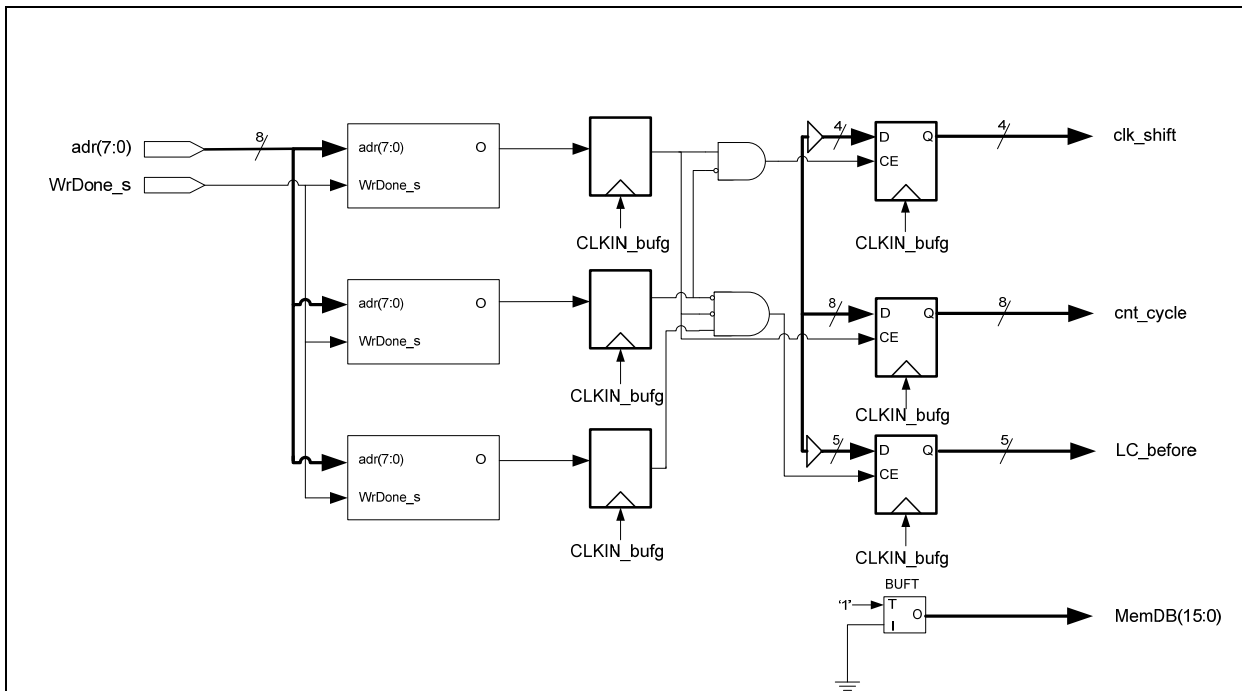 adr(7:0)
8
WrDone_s
adr(7:0)
O
WrDone_s
CLKIN_bufg
4
D
Q
CE
4
clk_shift
CLKIN_bufg
adr(7:0)
O
WrDone_s
CLKIN_bufg
8
D
Q
CE
8
cnt_cycle
CLKIN_bufg
adr(7:0)
O
WrDone_s
CLKIN_bufg
5
D
Q
CE
5
LC_before
CLKIN_bufg
BUFT
'1'
T
I
O
MemDB(15:0)